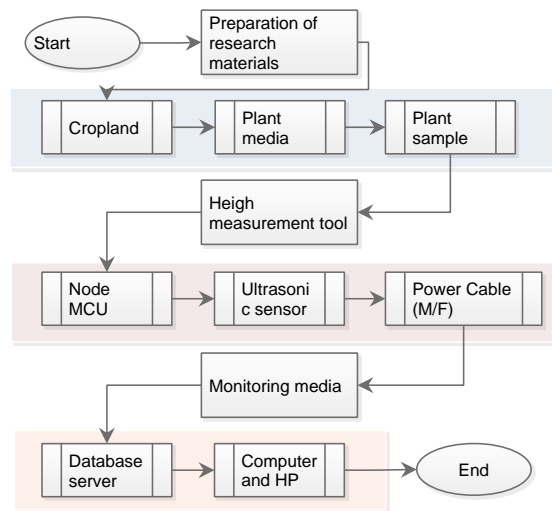 Start
Preparation of
research
materials
Cropland
Plant
media
Plant
sample
Heigh
measurement tool
Node
MCU
Ultrasoni
c sensor
Power Cable
(M/F)
Monitoring media
Database
server
Computer
and HP
End